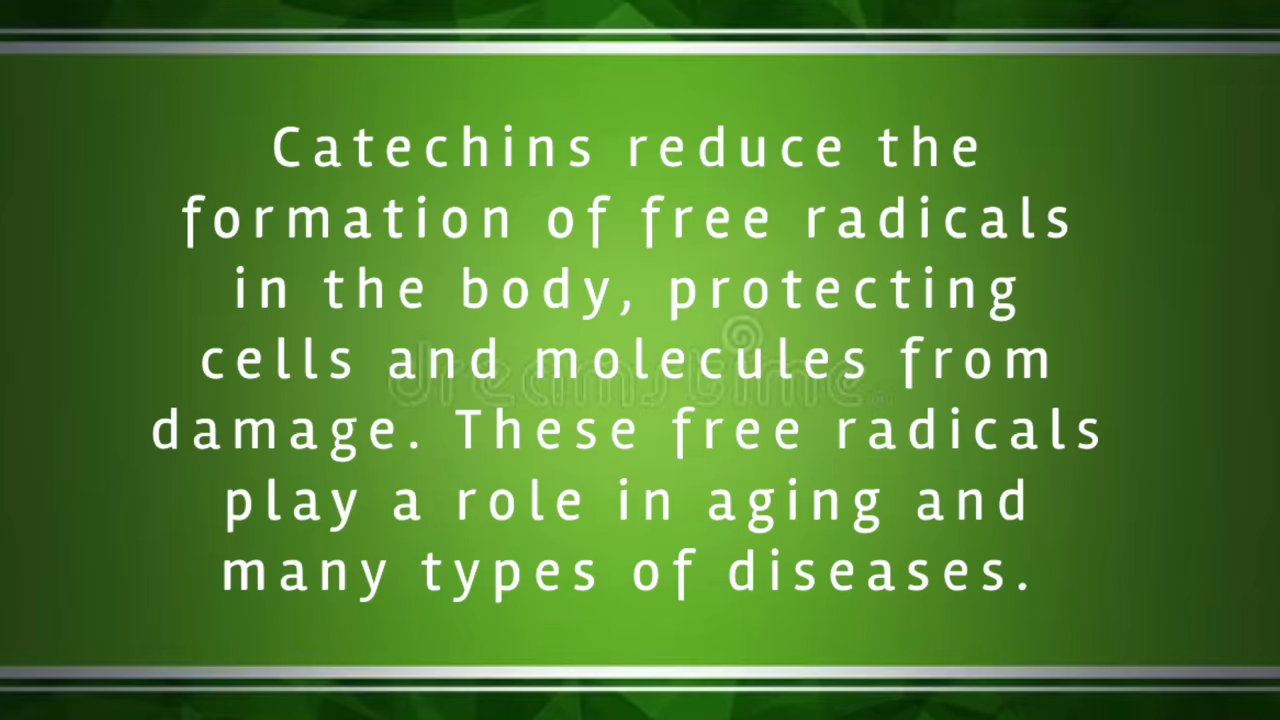 Catechins reduce the
formation of free radicals
in the body, protecting
cells and molecules from
damage. These free radicals
play a role in aging and
many types of diseases.
dreamstime